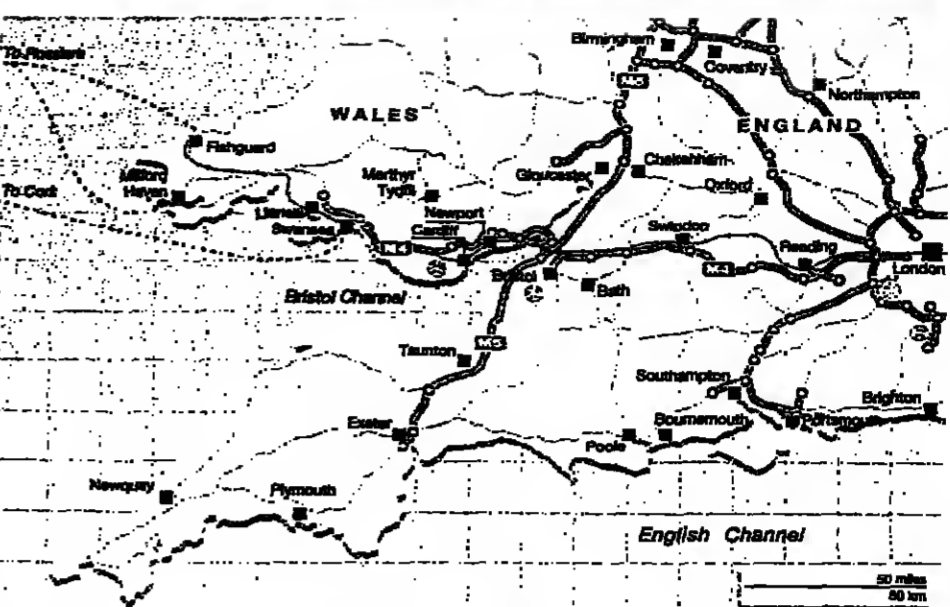 Birmingham
Coventry
To Rosslare
M5
Northampton
WALES
ENGLAND
Fishguard
Cheltenham
Gloucester
Merthyr
Tydfil
Milford
Haven
Oxford
To Cork
Llanelli
Newport
Swansea
Cardiff
Swindon
M4
Reading
M4
London
Bristol
Bath
Bristol Channel
M5
Taunton
Southampton
Brighton
Exeter
Bournemouth
Portsmouth
Poole
Newquay
Plymouth
English Channel
50 miles
80 km